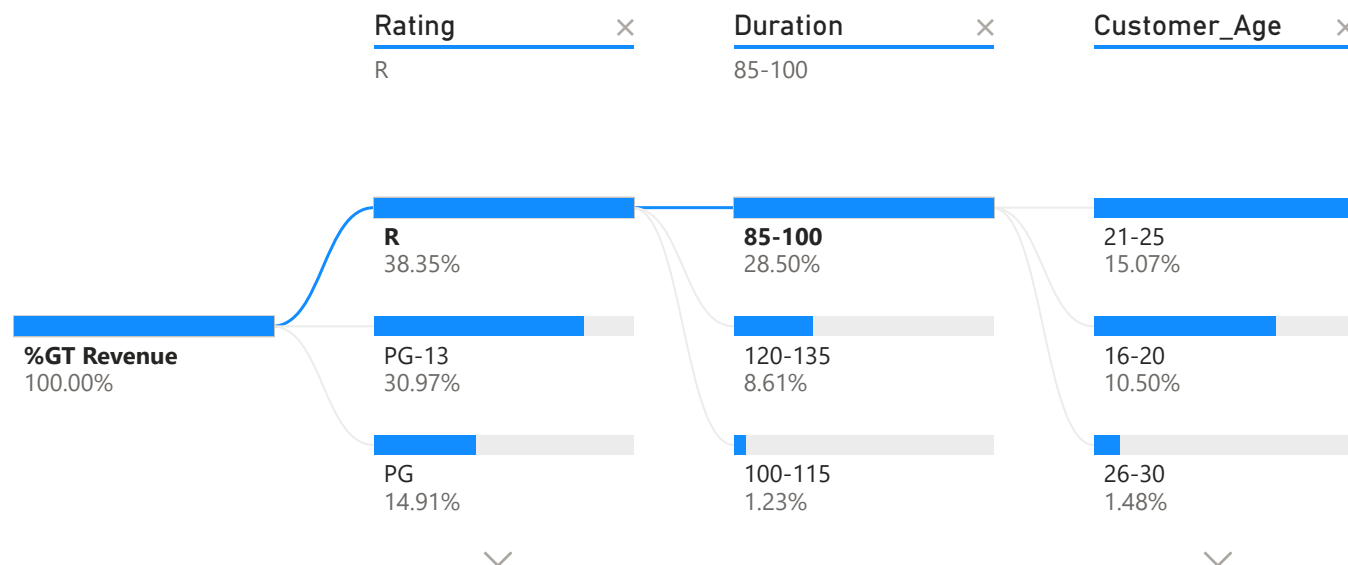 Rating
R
Duration
85-100
Customer_Age
%GT Revenue
100.00%
R
38.35%
PG-13
30.97%
PG
14.91%
85-100
28.50%
120-135
8.61%
100-115
1.23%
21-25
15.07%
16-20
10.50%
26-30
1.48%